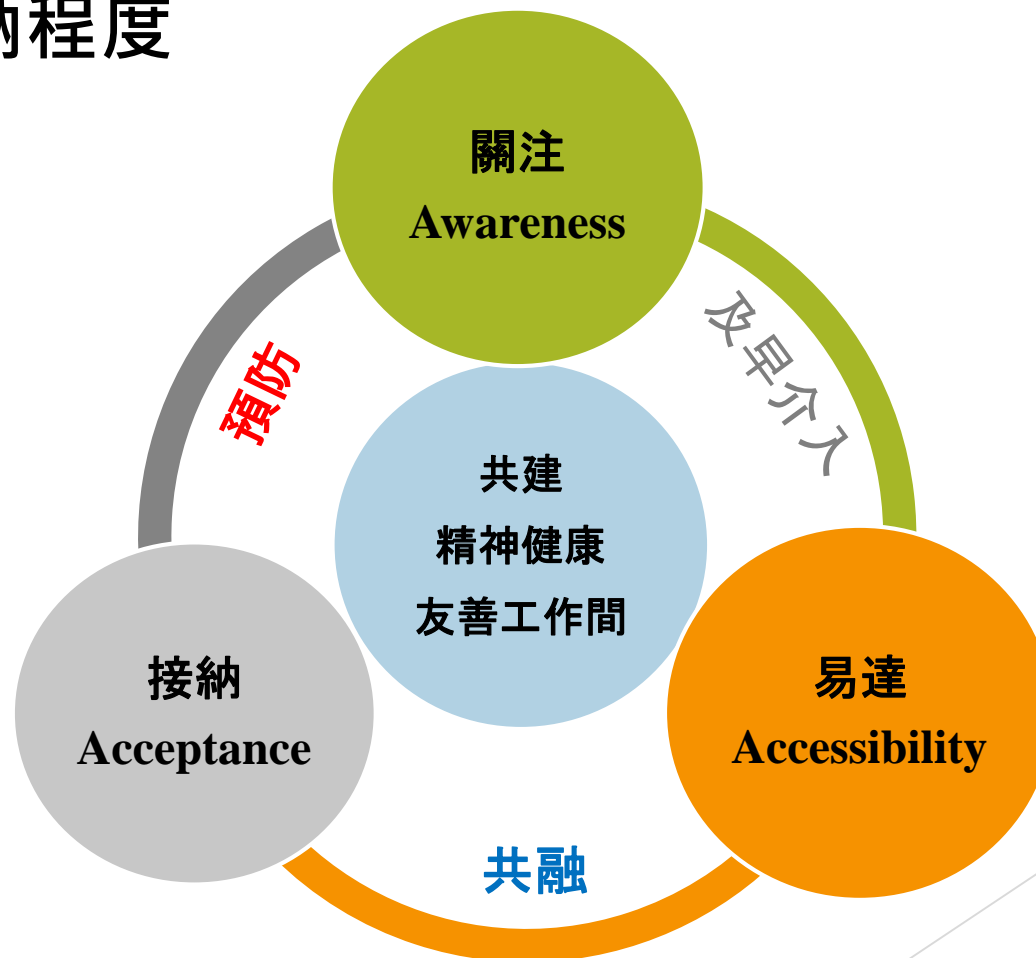 納程度
關注
Awareness
及早介入
預防
共建
精神健康
友善工作間
接納
Acceptance
易達
Accessibility
共融